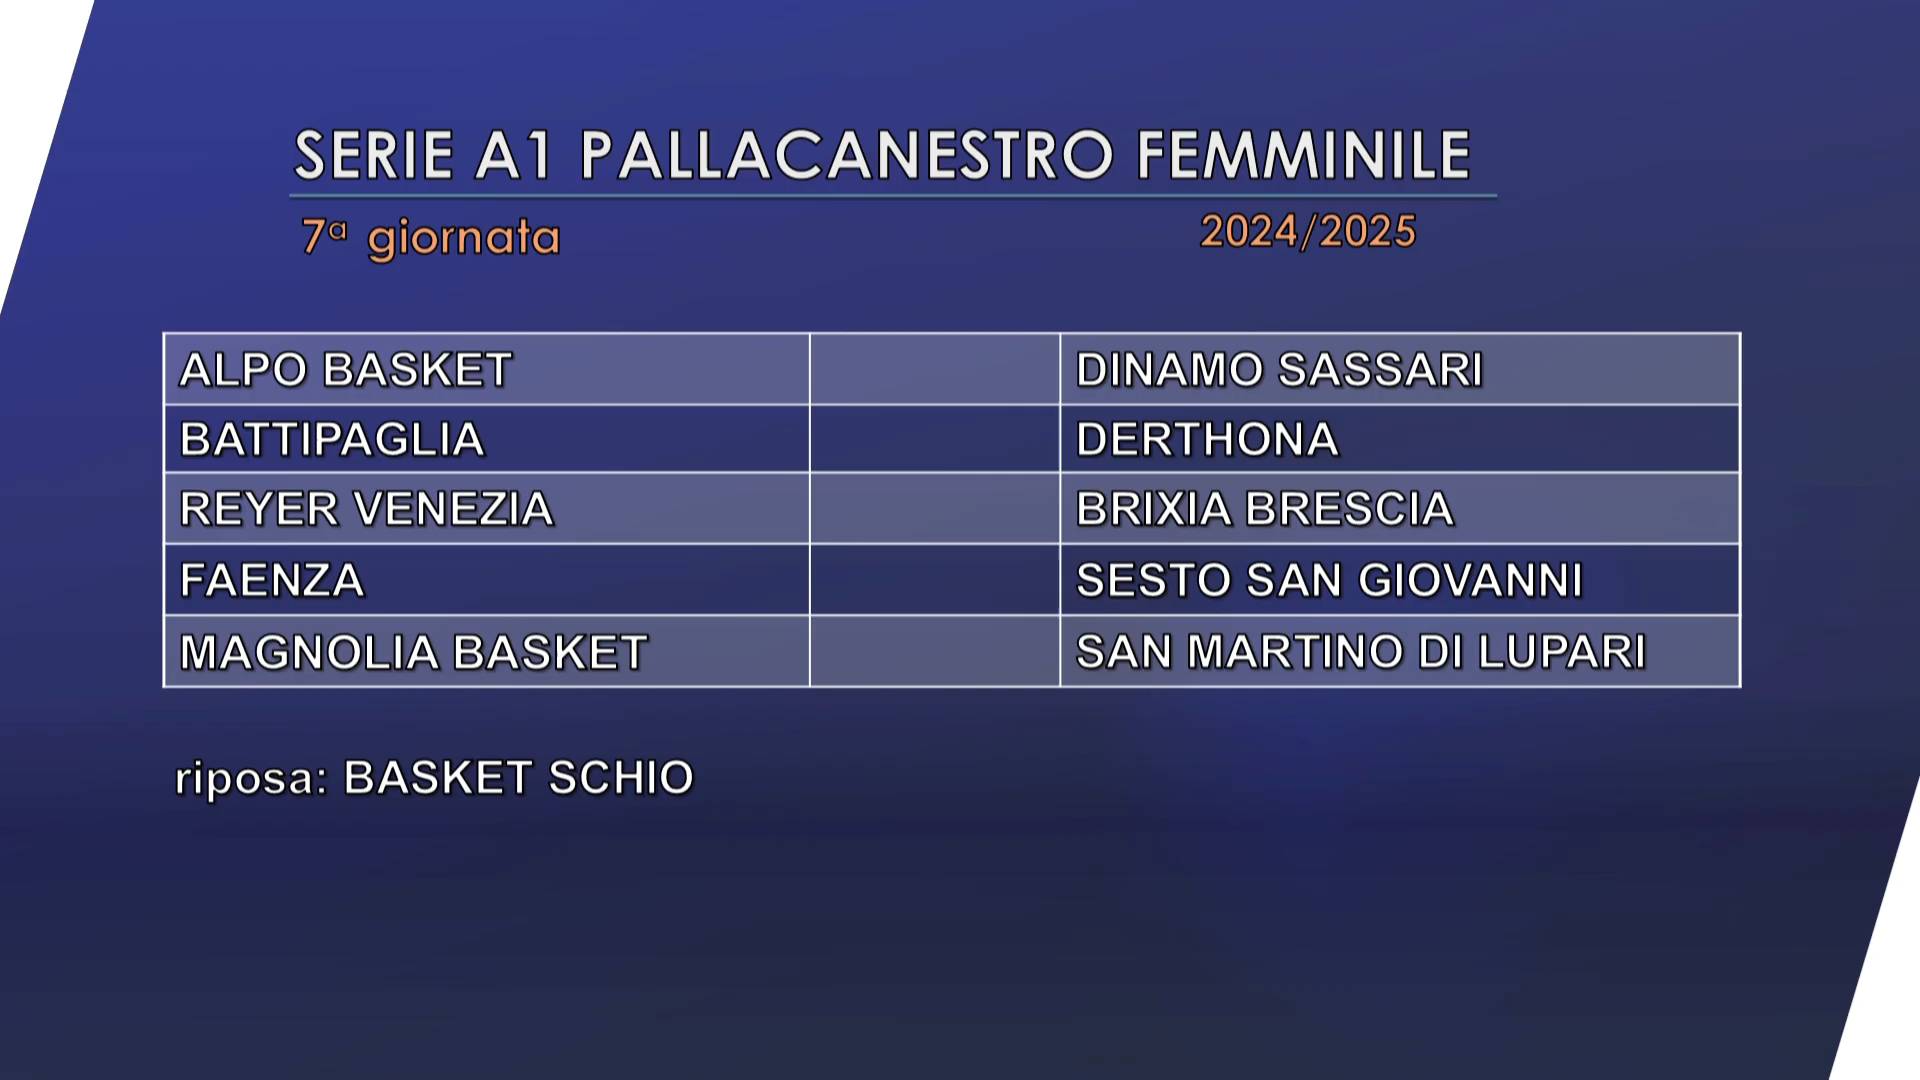 SERIE A1 PALLACANESTRO FEMMINILE
7ª giornata 2024/2025
ALPO BASKET DINAMO SASSARI
BATTIPAGLIA DERTHONA
REYER VENEZIA BRIXIA BRESCIA
FAENZA SESTO SAN GIOVANNI
MAGNOLIA BASKET SAN MARTINO DI LUPARI
riposa: BASKET SCHIO